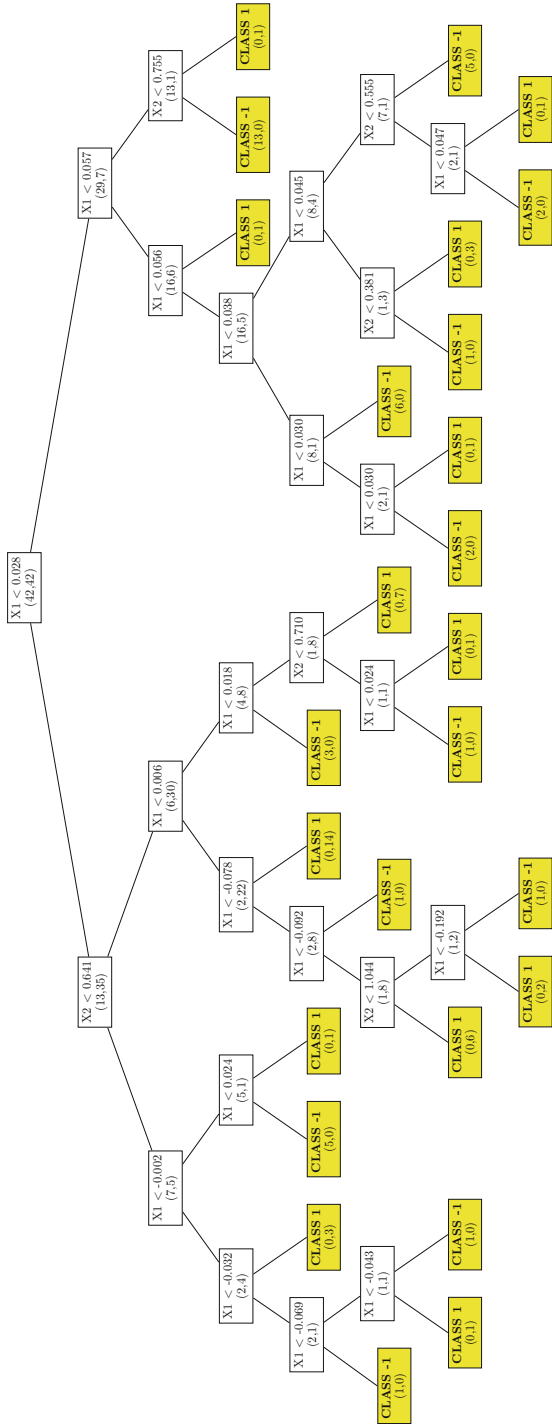 X1 < 0.028
(42,42)
X2 < 0.641
(13,35)
X1 < 0.057
(29,7)
X1 < -0.002
(7,5)
X1 < 0.006
(6,30)
X1 < 0.056
(16,6)
X2 < 0.755
(13,1)
X1 < -0.032
(2,4)
X1 < 0.024
(5,1)
X1 < -0.078
(2,22)
X1 < 0.018
(4,8)
X1 < 0.038
(16,5)
CLASS 1
(0,1)
CLASS -1
(13,0)
CLASS 1
(0,1)
X1 < -0.069
(2,1)
CLASS 1
(0,3)
CLASS -1
(5,0)
CLASS 1
(0,1)
X1 < -0.092
(2,8)
CLASS 1
(0,14)
CLASS -1
(3,0)
X2 < 0.710
(1,8)
X1 < 0.030
(8,1)
X1 < 0.045
(8,4)
CLASS -1
(1,0)
X1 < -0.043
(1,1)
X2 < 1.044
(1,8)
CLASS -1
(1,0)
X1 < 0.024
(1,1)
CLASS 1
(0,7)
X1 < 0.030
(2,1)
CLASS -1
(6,0)
X2 < 0.381
(1,3)
X2 < 0.555
(7,1)
CLASS 1
(0,1)
CLASS -1
(1,0)
CLASS 1
(0,6)
X1 < -0.192
(1,2)
CLASS -1
(1,0)
CLASS 1
(0,1)
CLASS -1
(2,0)
CLASS 1
(0,1)
CLASS -1
(1,0)
CLASS 1
(0,3)
X1 < 0.047
(2,1)
CLASS -1
(5,0)
CLASS 1
(0,2)
CLASS -1
(1,0)
CLASS -1
(2,0)
CLASS 1
(0,1)